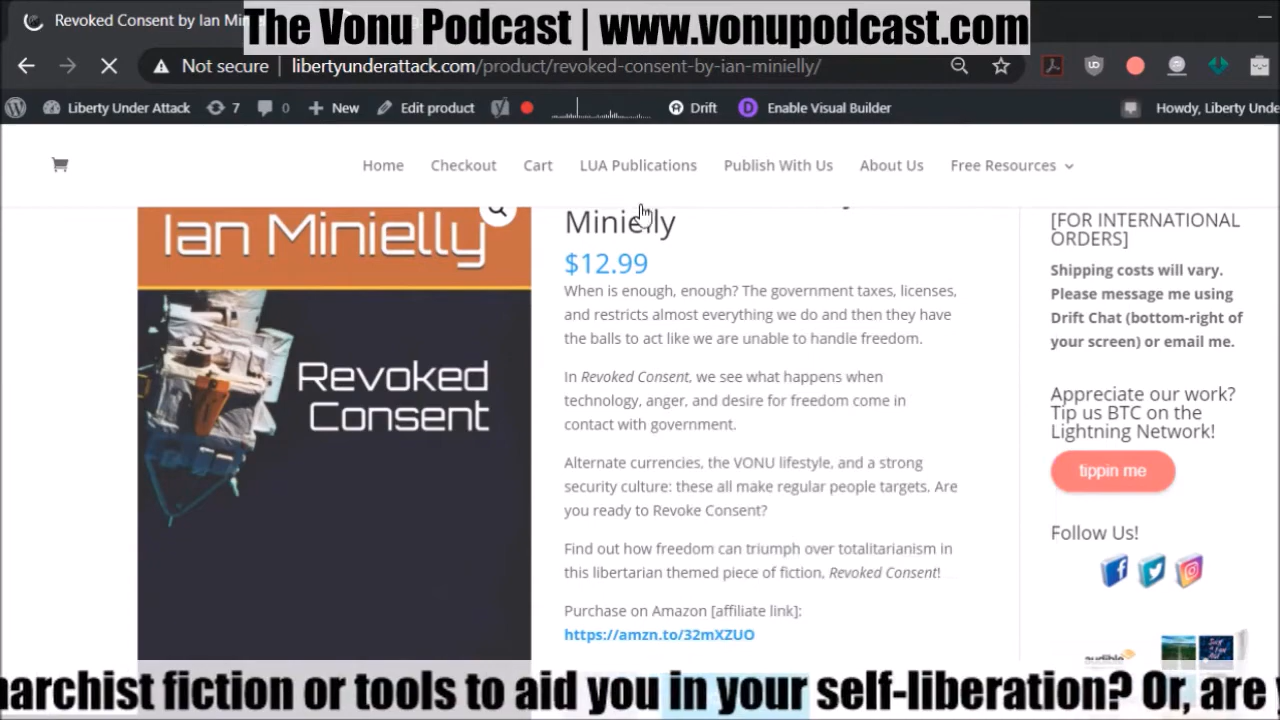 Revoked Consent by Ian Mi
The Vonu Podcast | www.vonupodcast.com
Not secure | libertyunderattack.com/product/revoked-consent-by-ian-minielly/
Liberty Under Attack 7 0 New Edit product Drift D Enable Visual Builder Howdy, Liberty Unde
Home Checkout Cart LUA Publications Publish With Us About Us Free Resources
Ian Minielly
Revoked
Consent
Minielly
$12.99
When is enough, enough? The government taxes, licenses,
and restricts almost everything we do and then they have
the balls to act like we are unable to handle freedom.
In Revoked Consent, we see what happens when
technology, anger, and desire for freedom come in
contact with government.
Alternate currencies, the VONU lifestyle, and a strong
security culture: these all make regular people targets. Are
you ready to Revoke Consent?
Find out how freedom can triumph over totalitarianism in
this libertarian themed piece of fiction, Revoked Consent!
Purchase on Amazon [affiliate link]:
https://amzn.to/32mXZUO
[FOR INTERNATIONAL
ORDERS]
Shipping costs will vary.
Please message me using
Drift Chat (bottom-right of
your screen) or email me.
Appreciate our work?
Tip us BTC on the
Lightning Network!
tippin me
Follow Us!
audible
narchist fiction or tools to aid you in your self-liberation? Or, are